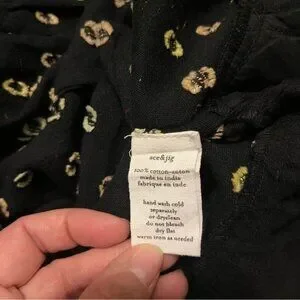 ace&jig
100% cotton-coton
made in india
fabriqué en inde
hand wash cold
separately
or dryclean
do not bleach
dry flat
warm iron as needed